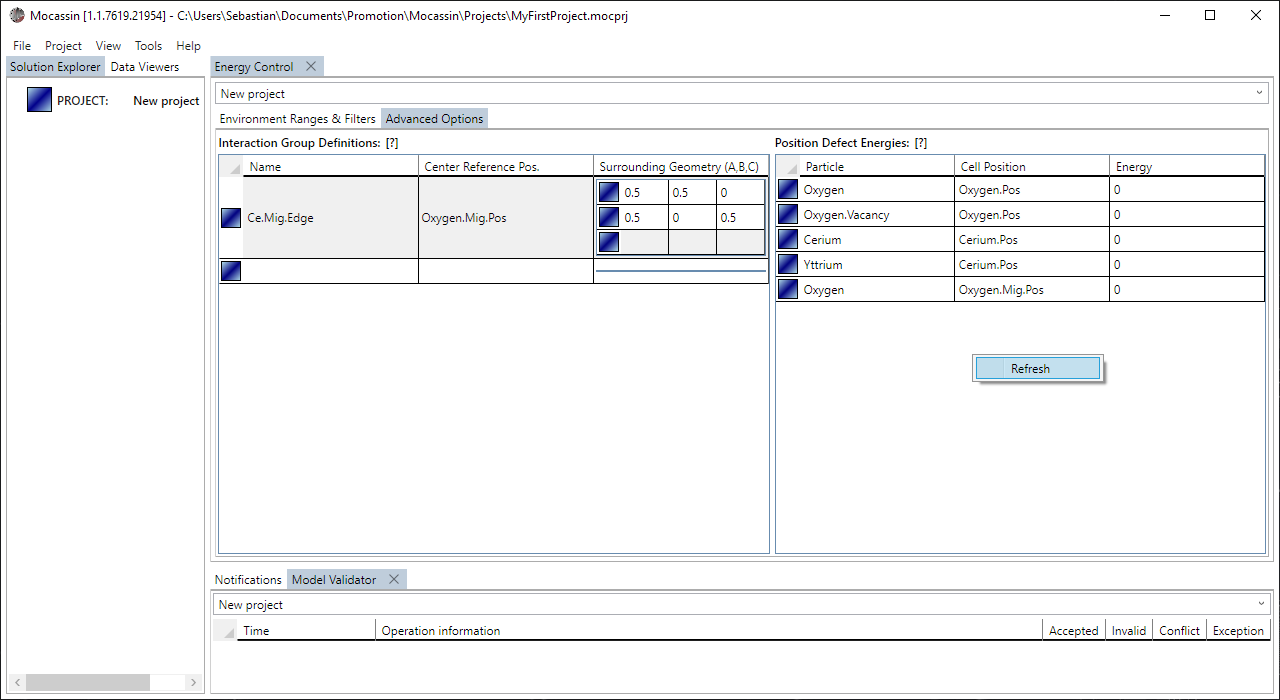 Mocassin [1.1.7619.21954] - C:\Users\Sebastian\Documents\Promotion\Mocassin\Projects\MyFirstProject.mocprj
File Project View Tools Help
Solution Explorer Data Viewers
PROJECT: New project
Energy Control
New project
Environment Ranges & Filters Advanced Options
Interaction Group Definitions: [?]
Name Center Reference Pos. Surrounding Geometry (A,B,C)
0.5 0.5 0
Ce.Mig.Edge Oxygen.Mig.Pos 0.5 0 0.5
Position Defect Energies: [?]
Particle Cell Position Energy
Oxygen Oxygen.Pos 0
Oxygen.Vacancy Oxygen.Pos 0
Cerium Cerium.Pos 0
Yttrium Cerium.Pos 0
Oxygen Oxygen.Mig.Pos 0
Refresh
Notifications Model Validator
New project
Time Operation information Accepted Invalid Conflict Exception